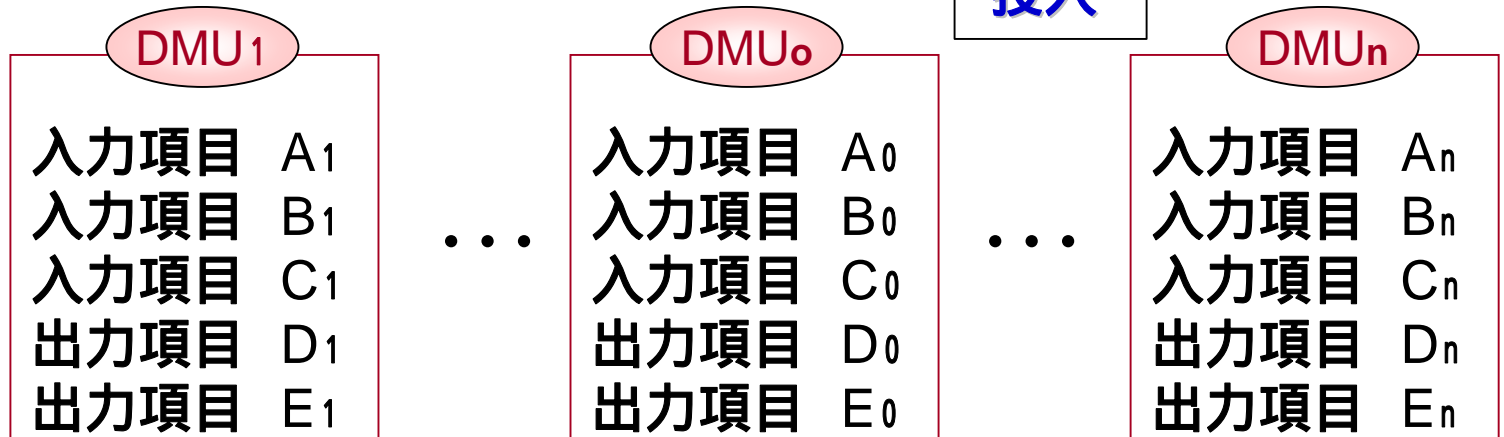 投入
DMU1
入力項目 A1
入力項目 B1
入力項目 C1
出力項目 D1
出力項目 E1
・・・
DMUo
入力項目 A0
入力項目 B0
入力項目 C0
出力項目 D0
出力項目 E0
・・・
DMUn
入力項目 An
入力項目 Bn
入力項目 Cn
出力項目 Dn
出力項目 En